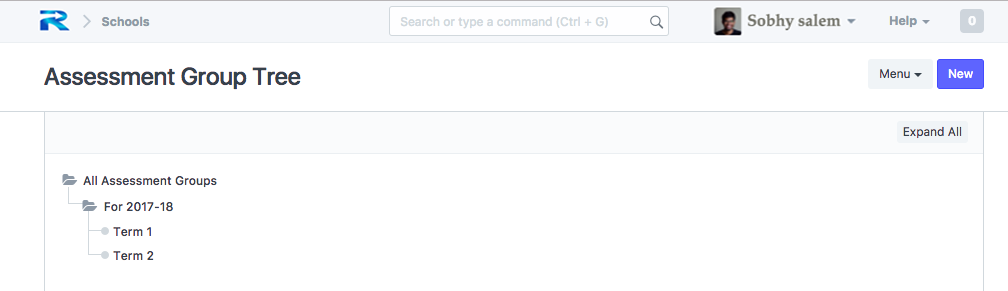 Schools
Search or type a command (Ctrl + G)
Sobhy salem
Help
0
Assessment Group Tree
Menu
New
Expand All
All Assessment Groups
For 2017-18
Term 1
Term 2